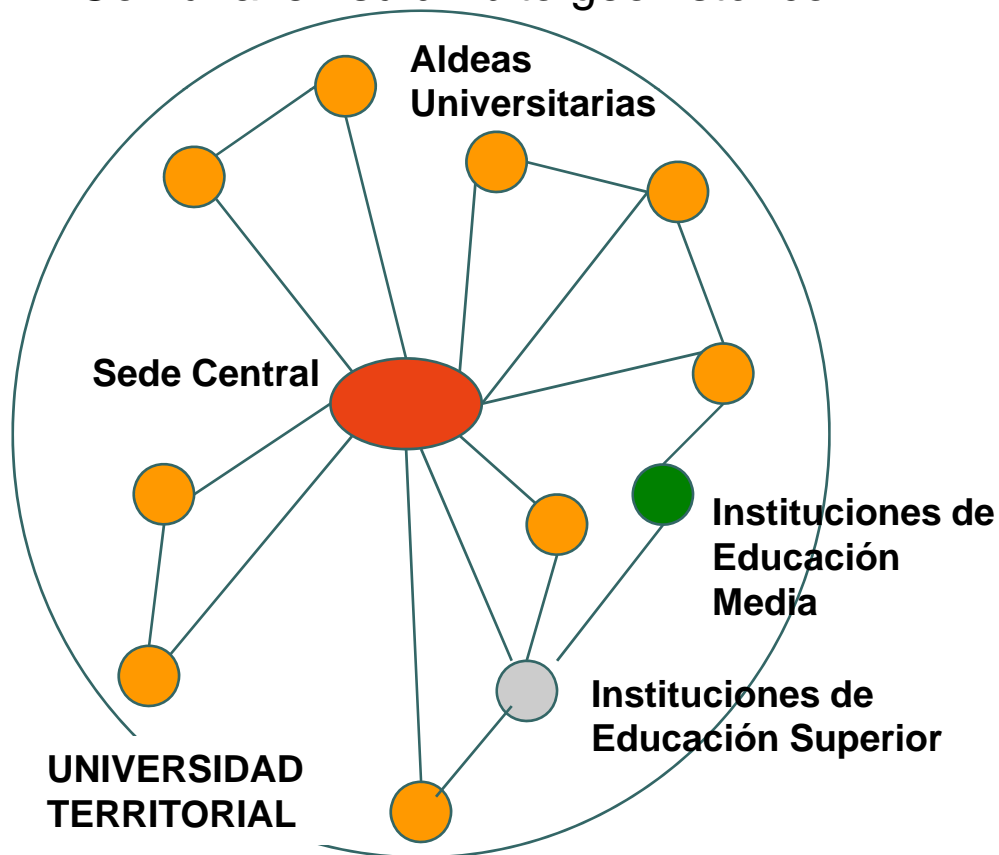 Aldeas
Universitarias
Sede Central
Instituciones de
Educación
Media
Instituciones de
Educación Superior
UNIVERSIDAD
TERRITORIAL